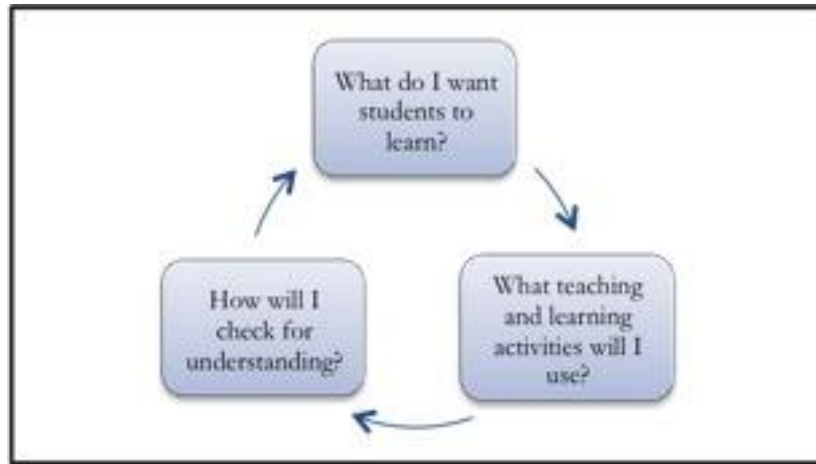 What do I want
students to
learn?
What teaching
and learning
activities will I
use?
How will I
check for
understanding?